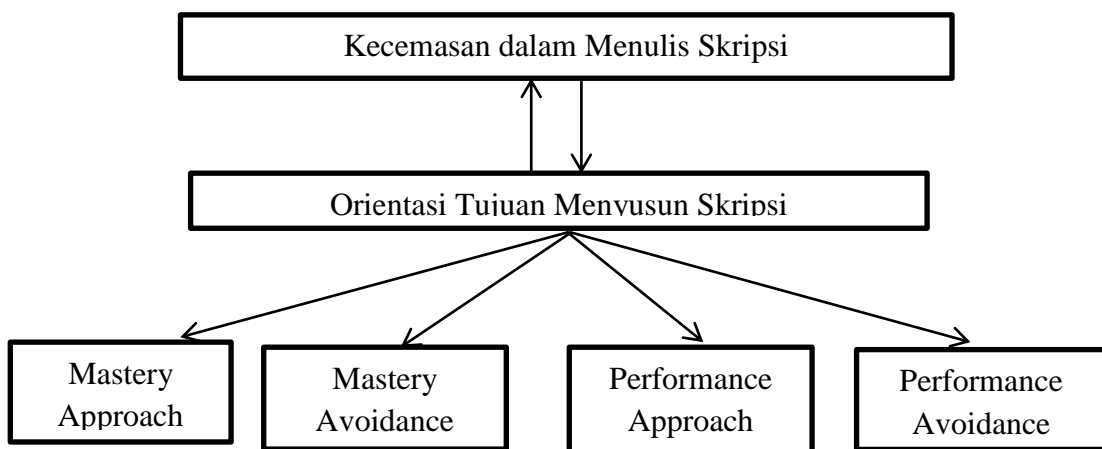 Kecemasan dalam Menulis Skripsi
Orientasi Tujuan Menyusun Skripsi
Mastery
Approach
Mastery
Avoidance
Performance
Approach
Performance
Avoidance